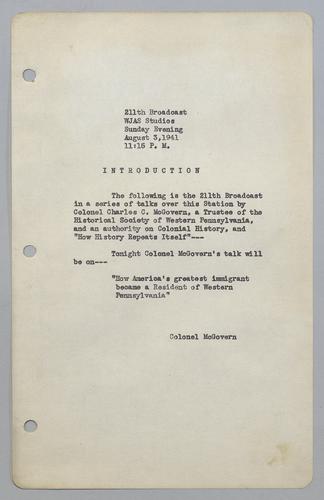 211th Broadcast
WJAS Studios
Sunday Evening
August 3,1941
11:15 P. M.
I N T R O D U C T I O N
The following is the 211th Broadcast
in a series of talks over this Station by
Colonel Charles C. McGovern, a Trustee of the
Historical Society of Western Pennsylvania,
and an authority on Colonial History, and
"How History Repeats Itself"---
Tonight Colonel McGovern's talk will
be on---
"How America's greatest immigrant
became a Resident of Western
Pennsylvania"
Colonel McGovern